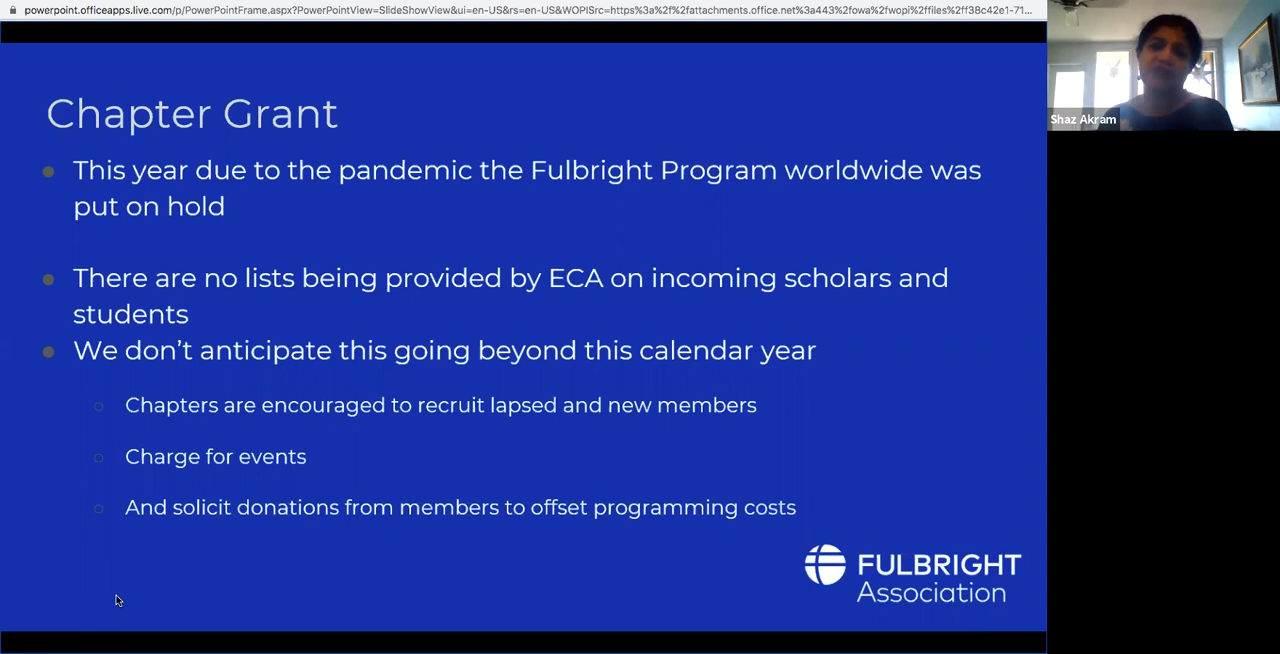 powerpoint.officeapps.live.com/p/PowerPointFrame.aspx?PowerPointView=SlideShowView&ui=en-US&rs=en-US&WOPISrc=https%3a%2f%2fattachments.office.net%3a443%2fowa%2fwopi%2ffiles%2ff38c42e1-71...
Shaz Akram
Chapter Grant
This year due to the pandemic the Fulbright Program worldwide was
put on hold
There are no lists being provided by ECA on incoming scholars and
students
We don't anticipate this going beyond this calendar year
Chapters are encouraged to recruit lapsed and new members
Charge for events
And solicit donations from members to offset programming costs
FULBRIGHT
Association